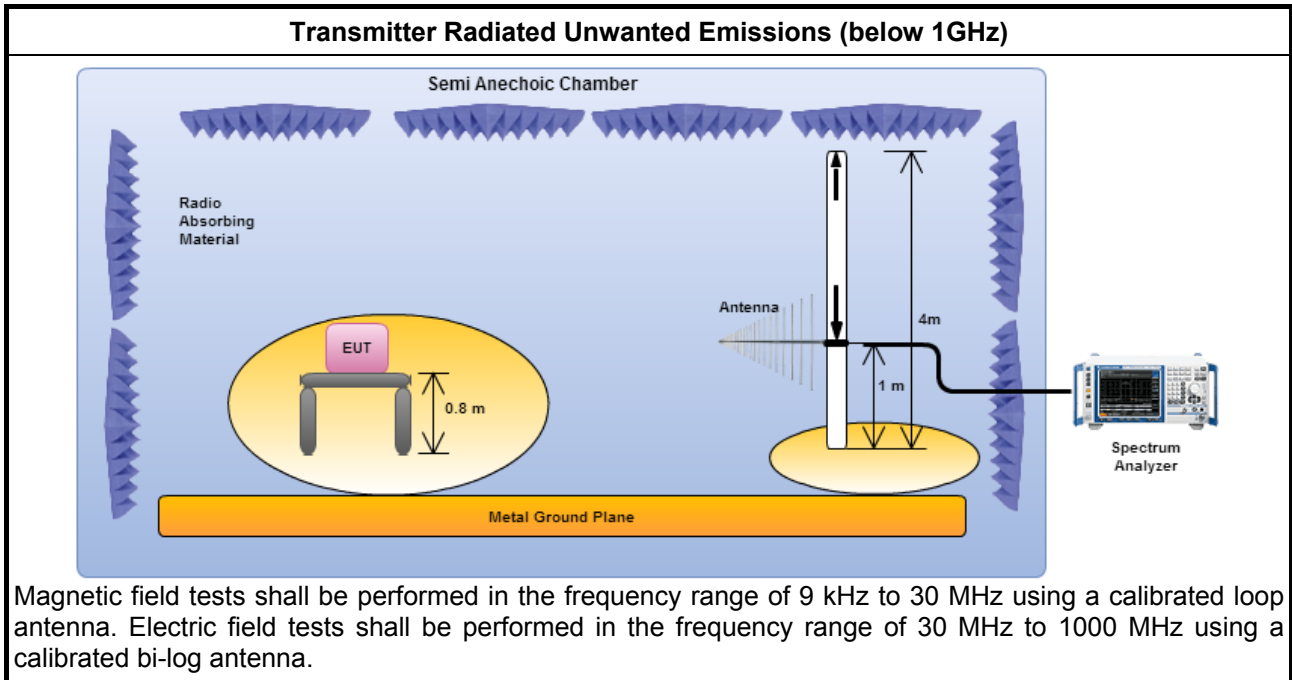 Transmitter Radiated Unwanted Emissions (below 1GHz)
Semi Anechoic Chamber
Radio
Absorbing
Material
Antenna
4m
EUT
1 m
0.8 m
Spectrum
Analyzer
Metal Ground Plane
Magnetic field tests shall be performed in the frequency range of 9 kHz to 30 MHz using a calibrated loop
antenna. Electric field tests shall be performed in the frequency range of 30 MHz to 1000 MHz using a
calibrated bi-log antenna.